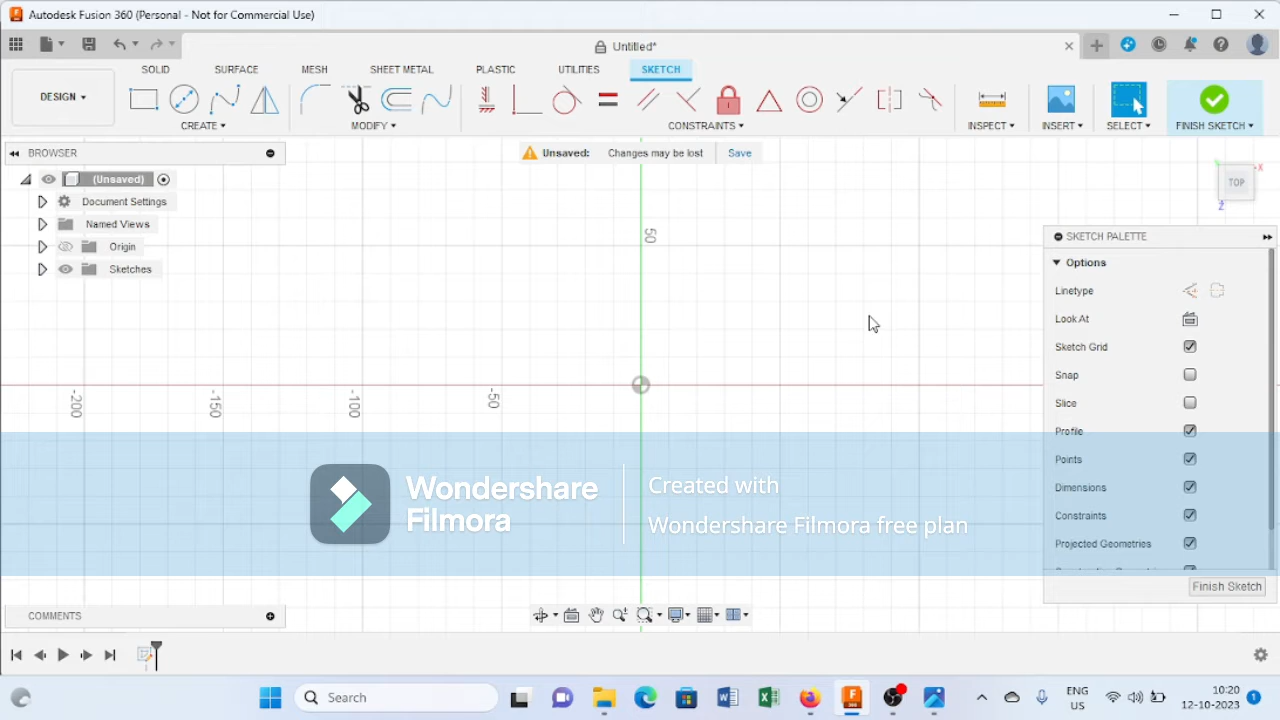 Autodesk Fusion 360 (Personal - Not for Commercial Use)
Untitled*
SOLID SURFACE MESH SHEET METAL PLASTIC UTILITIES SKETCH
DESIGN
CREATE MODIFY CONSTRAINTS INSPECT INSERT SELECT FINISH SKETCH
BROWSER
Unsaved: Changes may be lost Save
(Unsaved)
Document Settings
Named Views
Origin
Sketches
TOP
X
Z
50
-200
-150
-100
-50
SKETCH PALETTE
Options
Linetype
Look At
Sketch Grid
Snap
Slice
Profile
Points
Dimensions
Constraints
Projected Geometries
Finish Sketch
Wondershare
Filmora
Created with
Wondershare Filmora free plan
COMMENTS
Search
ENG
US
10:20
12-10-2023
1